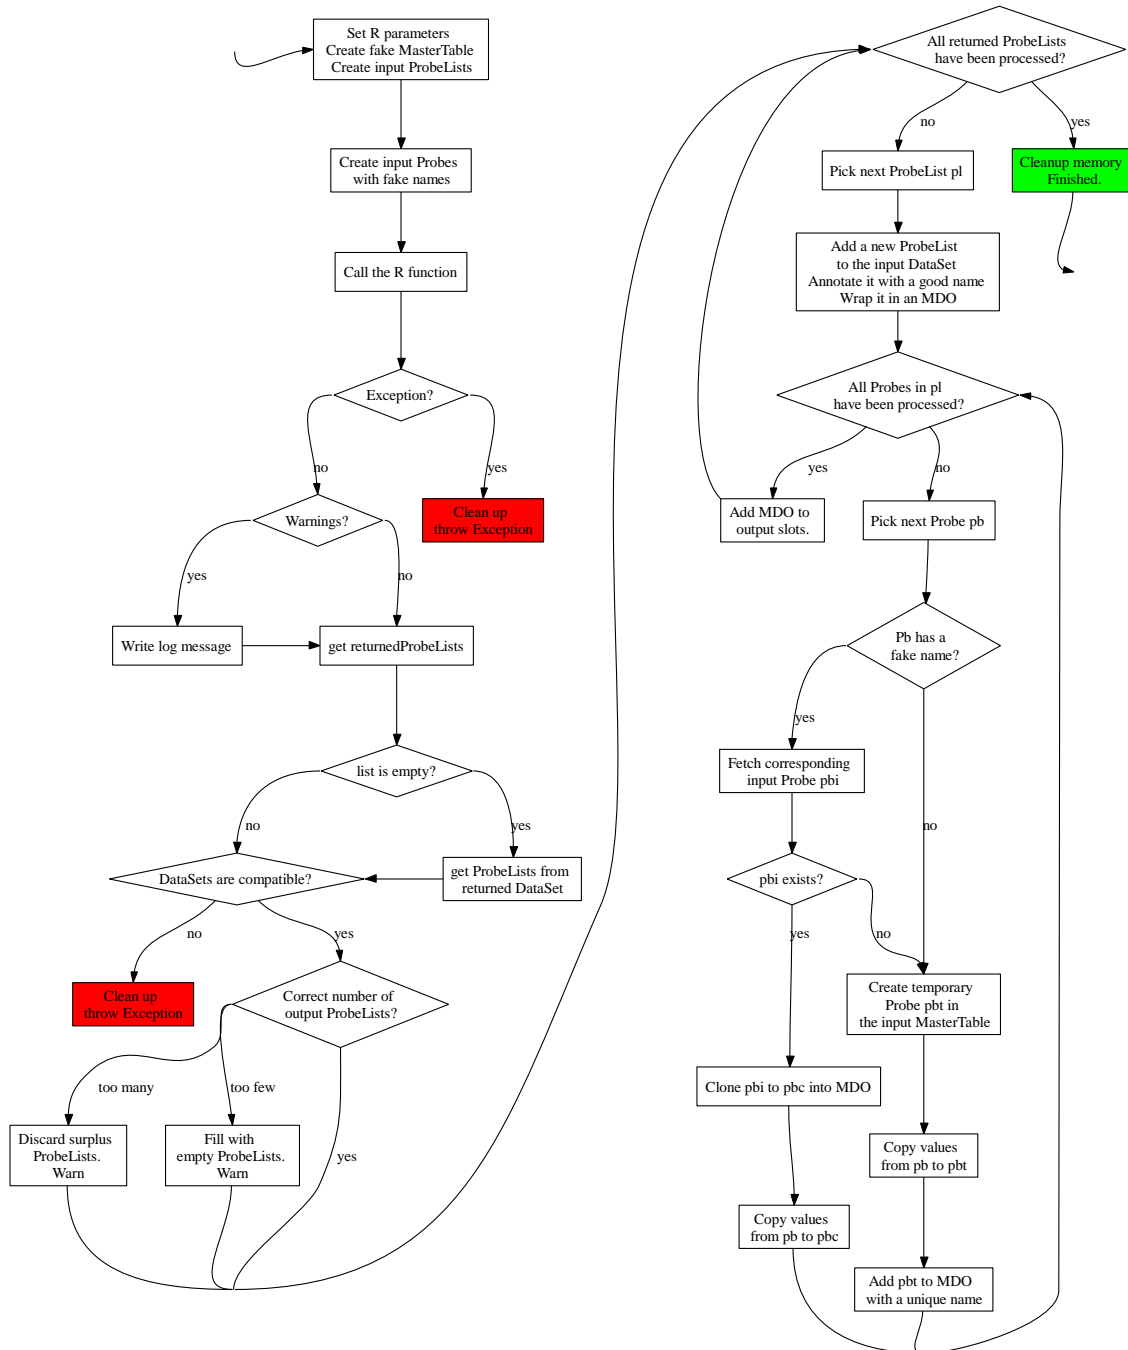 Set R parameters
Create fake MasterTable
Create input ProbeLists
Create input Probes
with fake names
Call the R function
Exception?
no
yes
Warnings?
Clean up
throw Exception
yes
no
Write log message
get returnedProbeLists
list is empty?
no
yes
DataSets are compatible?
get ProbeLists from
returned DataSet
no
yes
Clean up
throw Exception
Correct number of
output ProbeLists?
too many
too few
yes
Discard surplus
ProbeLists.
Warn
Fill with
empty ProbeLists.
Warn
All returned ProbeLists
have been processed?
no
yes
Pick next ProbeList pl
Cleanup memory
Finished.
Add a new ProbeList
to the input DataSet
Annotate it with a good name
Wrap it in an MDO
All Probes in pl
have been processed?
yes
no
Add MDO to
output slots.
Pick next Probe pb
Pb has a
fake name?
yes
no
Fetch corresponding
input Probe pbi
pbi exists?
yes
no
Create temporary
Probe pbt in
the input MasterTable
Clone pbi to pbc into MDO
Copy values
from pb to pbt
Copy values
from pb to pbc
Add pbt to MDO
with a unique name